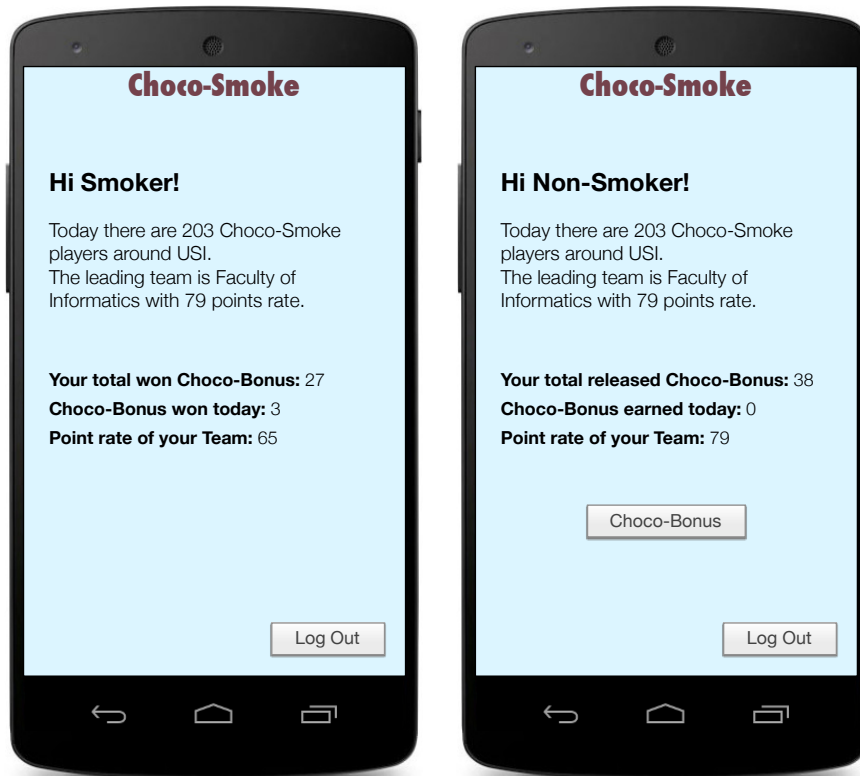 Choco-Smoke
Hi Smoker!
Today there are 203 Choco-Smoke
players around USI.
The leading team is Faculty of
Informatics with 79 points rate.
Your total won Choco-Bonus: 27
Choco-Bonus won today: 3
Point rate of your Team: 65
Log Out
Choco-Smoke
Hi Non-Smoker!
Today there are 203 Choco-Smoke
players around USI.
The leading team is Faculty of
Informatics with 79 points rate.
Your total released Choco-Bonus: 38
Choco-Bonus earned today: 0
Point rate of your Team: 79
Choco-Bonus
Log Out